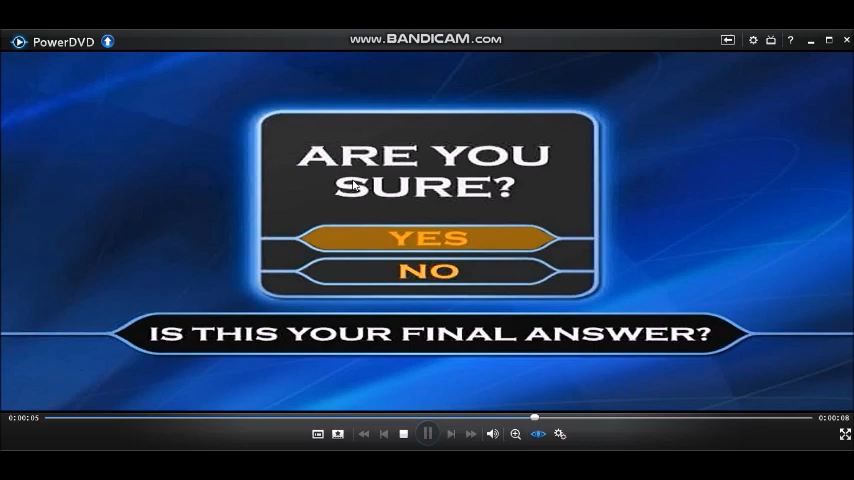 PowerDVD
www.BANDICAM.com
?
ARE YOU
SURE?
YES
NO
IS THIS YOUR FINAL ANSWER?
0:00:05
0:00:08